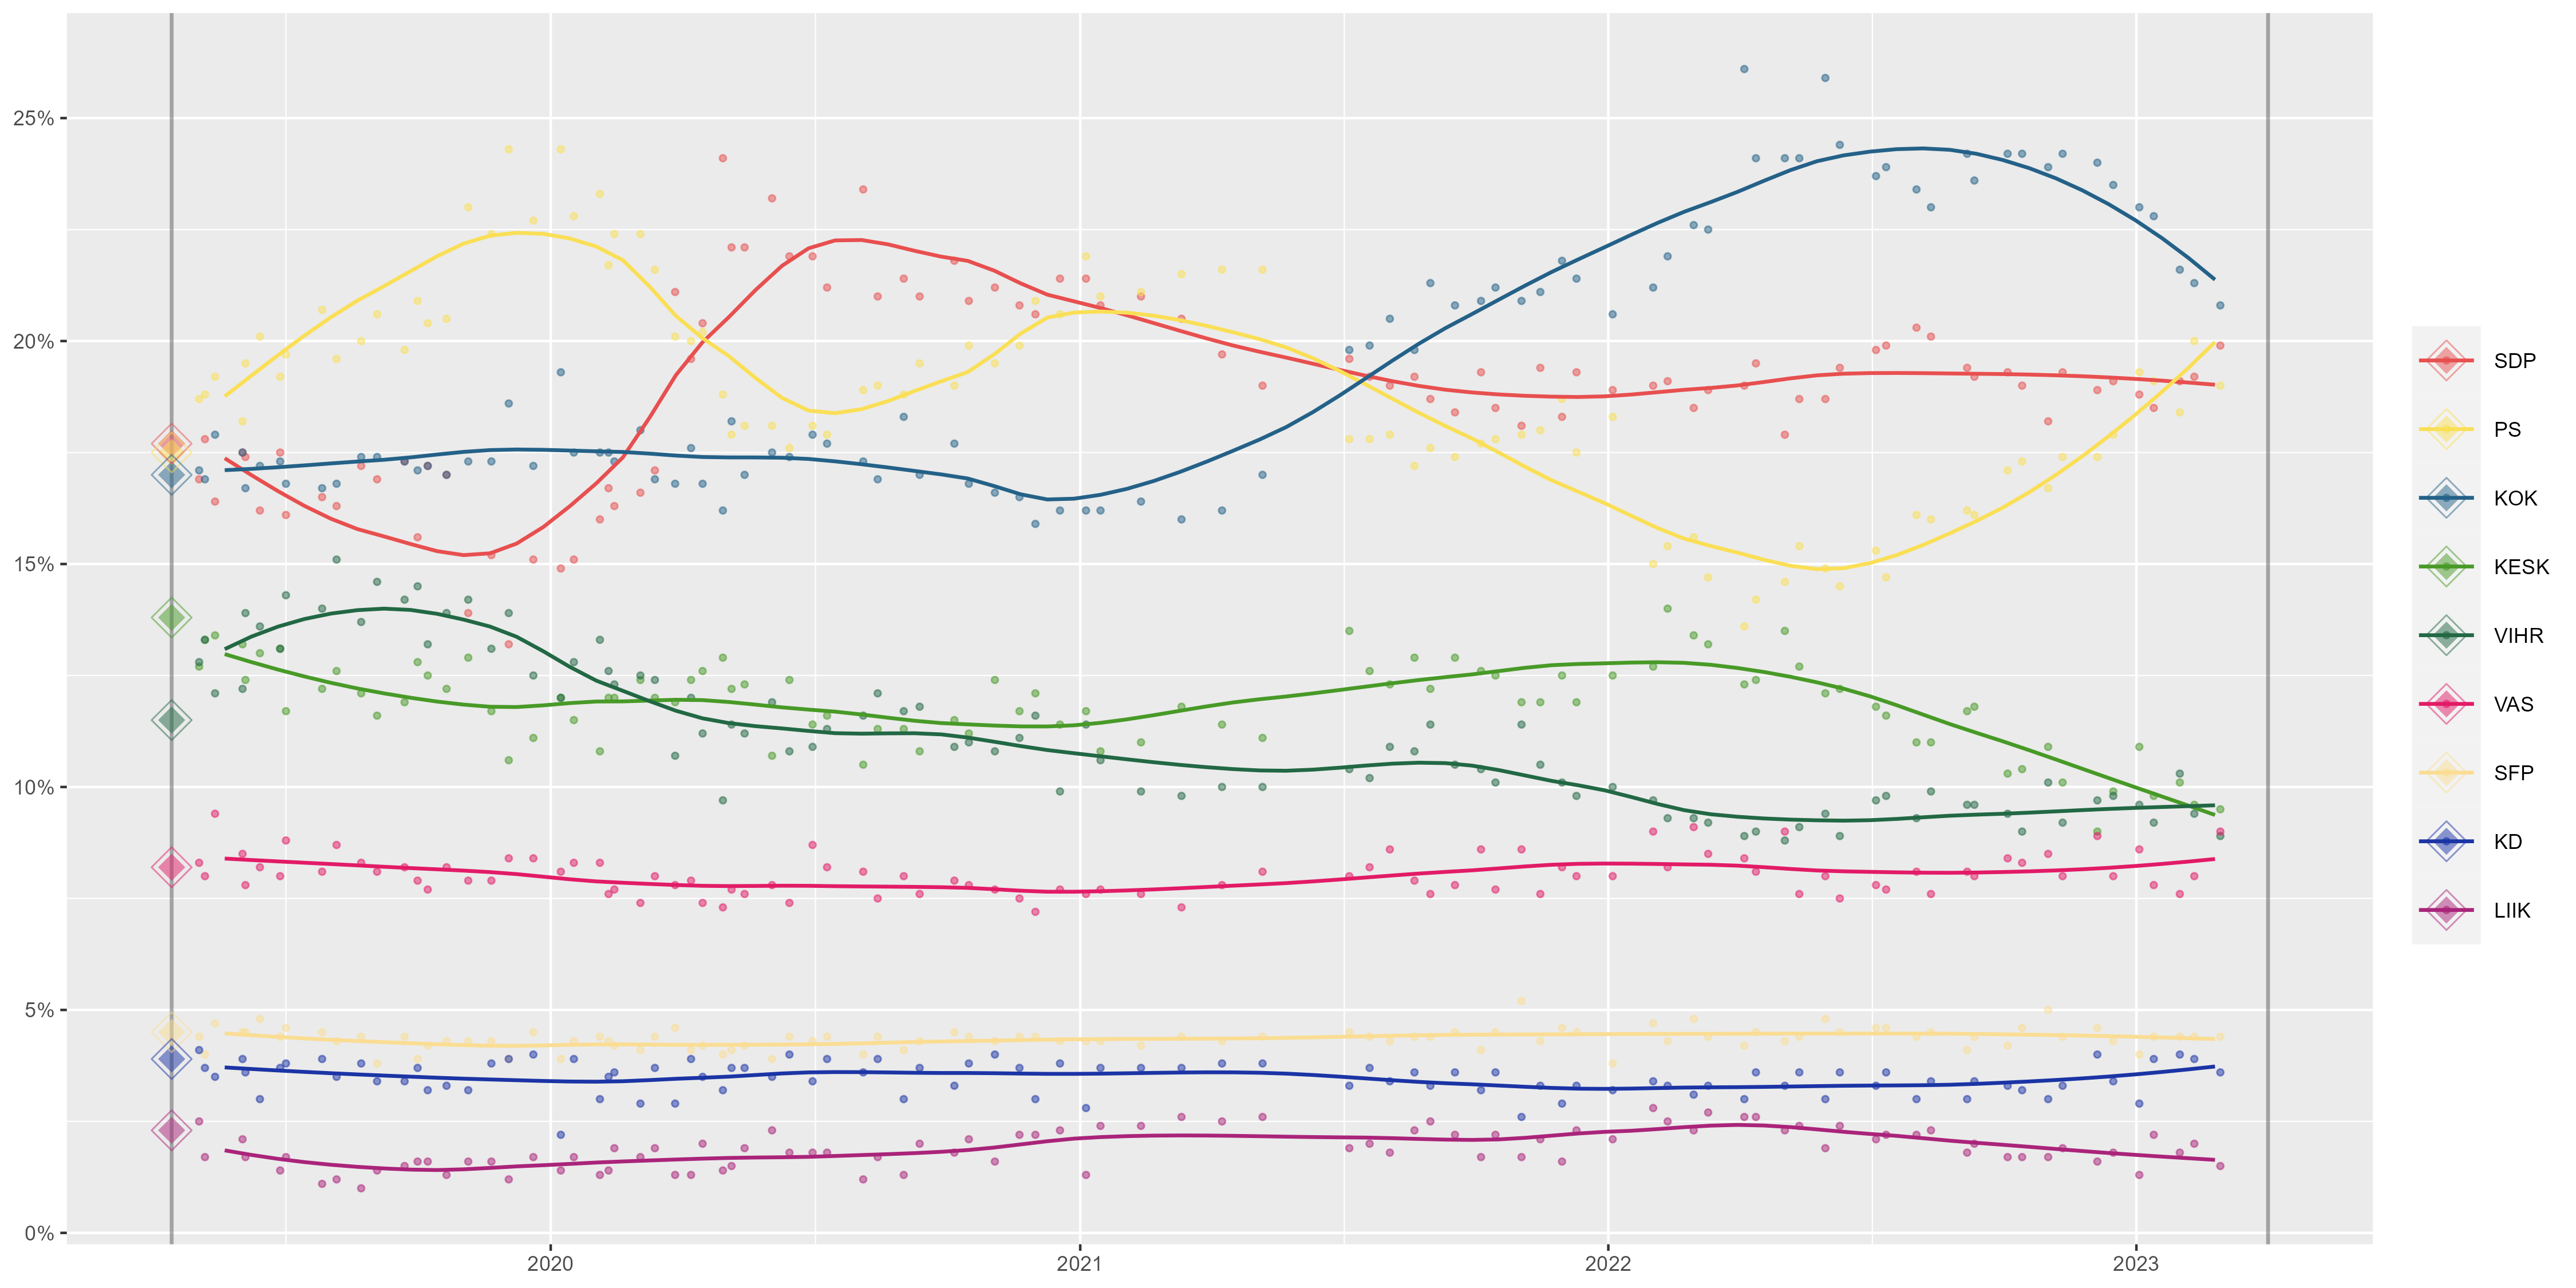 25%
20%
15%
10%
5%
0%
2020
2021
2022
2023
SDP
PS
KOK
KESK
VIHR
VAS
SFP
KD
LIIK